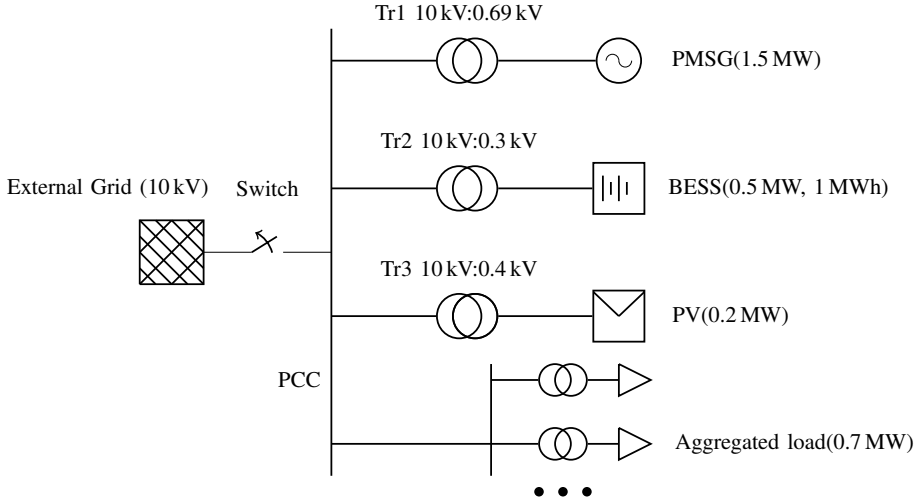 Tr1 10 kV:0.69 kV
PMSG(1.5 MW)
Tr2 10 kV:0.3 kV
External Grid (10 kV)
Switch
BESS(0.5 MW, 1 MWh)
Tr3 10 kV:0.4 kV
PV(0.2 MW)
PCC
Aggregated load(0.7 MW)